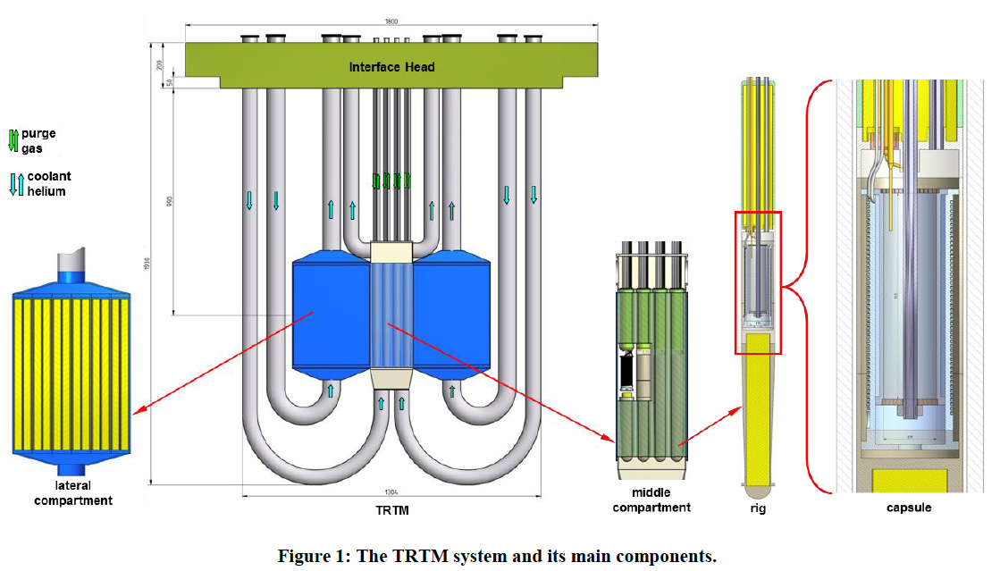 1800
Interface Head
200
50
purge
gas
coolant
helium
990
1930
1304
lateral
compartment
TRTM
middle
compartment
rig
capsule
Figure 1: The TRTM system and its main components.